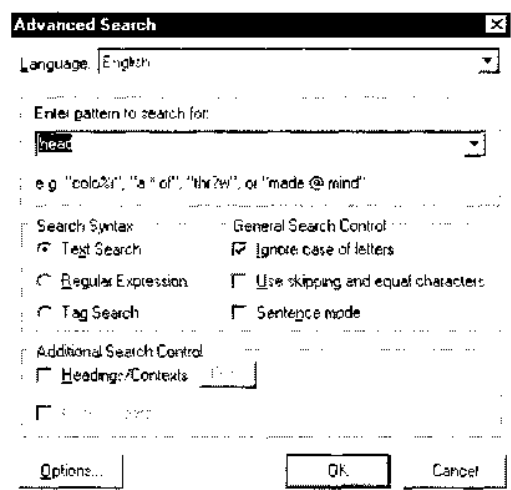 Advanced Search
Language: English
Enter pattern to search for:
head
e.g. "colo%r", "a * of", "thr?w", or "made @ mind"
Search Syntax
General Search Control
Text Search
Ignore case of letters
Regular Expression
Use skipping and equal characters
Tag Search
Sentence mode
Additional Search Control
Headings/Contexts
Options...
OK
Cancel